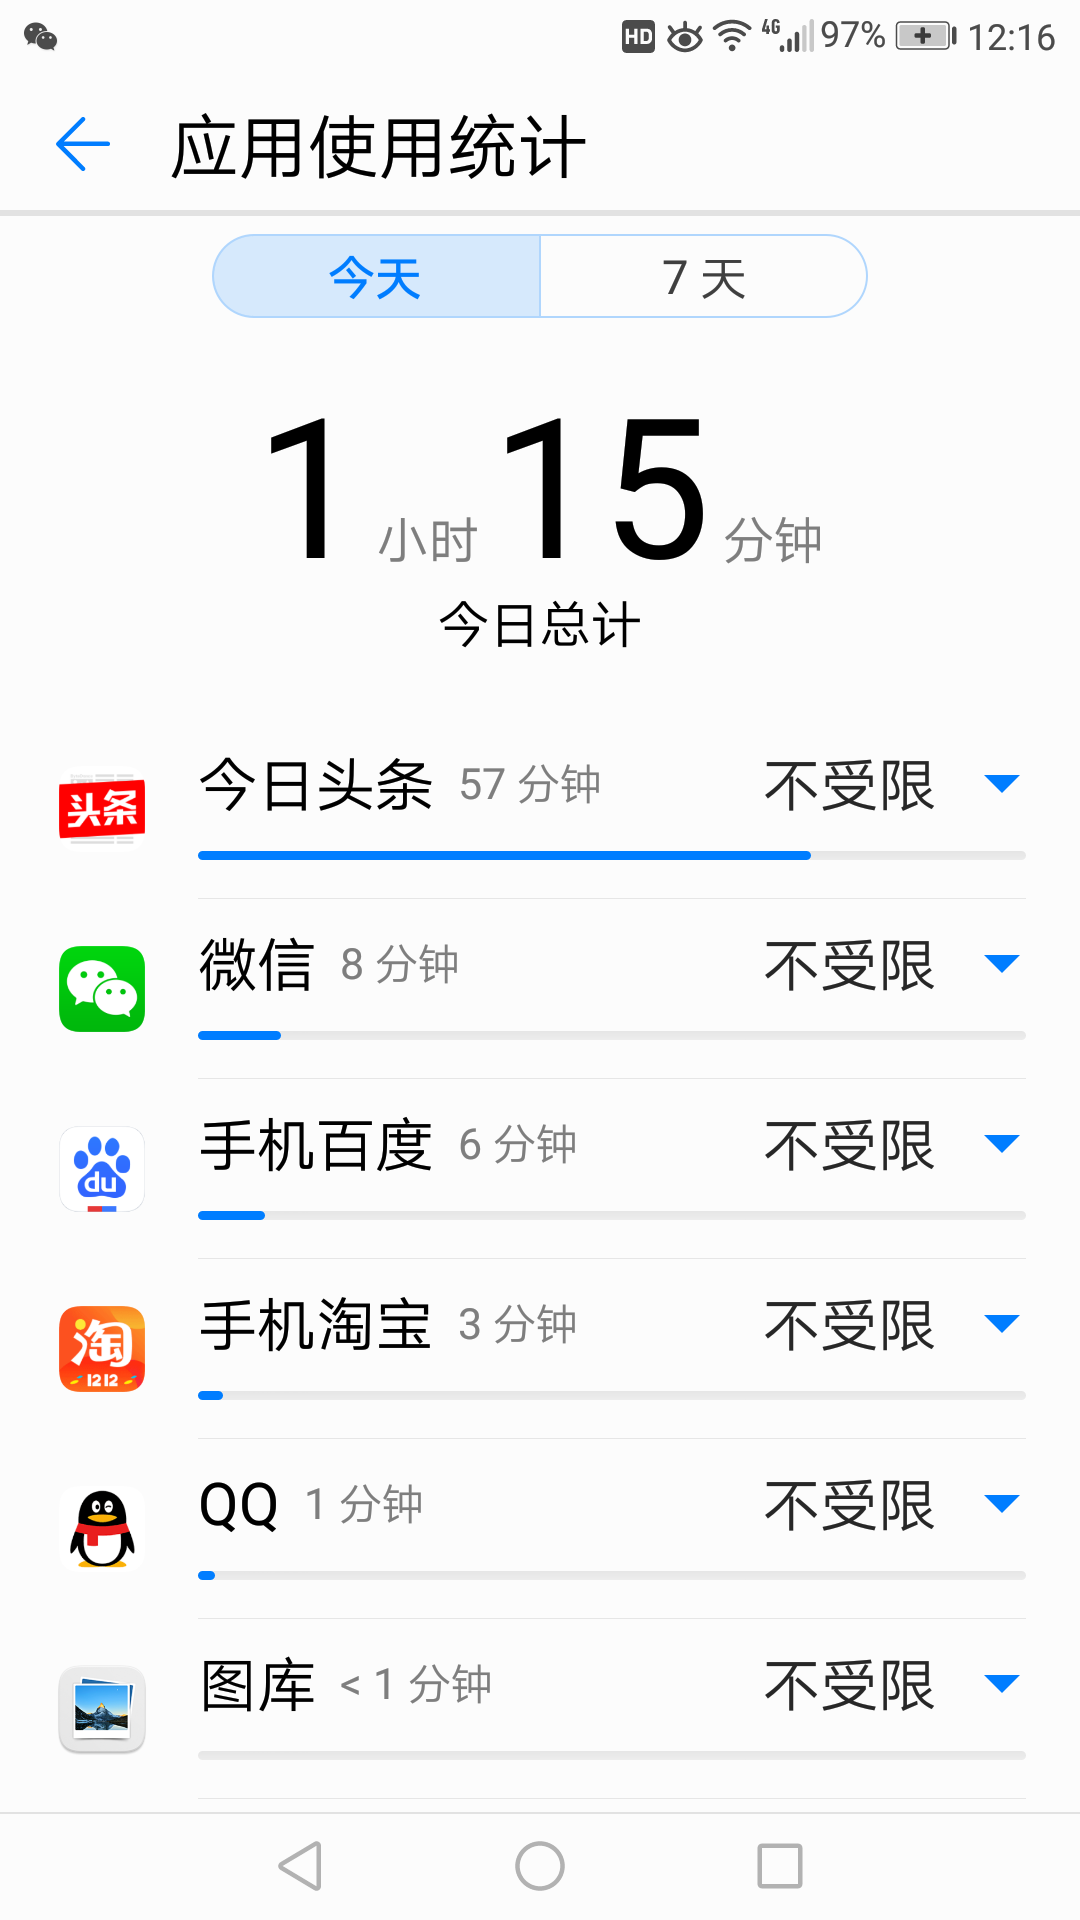 HD 4G 97% 12:16
应用使用统计
今天 7 天
1 小时 15 分钟
今日总计
头条 今日头条 57 分钟 不受限
微信 8 分钟 不受限
du 手机百度 6 分钟 不受限
淘 1212 手机淘宝 3 分钟 不受限
QQ 1 分钟 不受限
图库 < 1 分钟 不受限